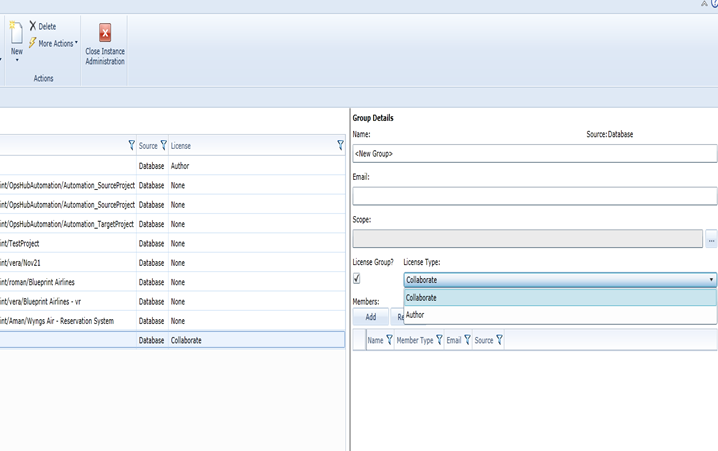 Delete
More Actions
New
Close Instance
Administration
Actions
Source License
Database Author
int/OpsHubAutomation/Automation_SourceProject Database None
int/OpsHubAutomation/Automation_SourceProject Database None
int/OpsHubAutomation/Automation_TargetProject Database None
int/TestProject Database None
int/vera/Nov21 Database None
int/roman/Blueprint Airlines Database None
int/vera/Blueprint Airlines - vr Database None
int/Aman/Wyngs Air - Reservation System Database None
Database Collaborate
Group Details
Name: Source:Database
<New Group>
Email:
Scope:
...
License Group? License Type:
Collaborate
Collaborate
Author
Members:
Add Re
Name Member Type Email Source